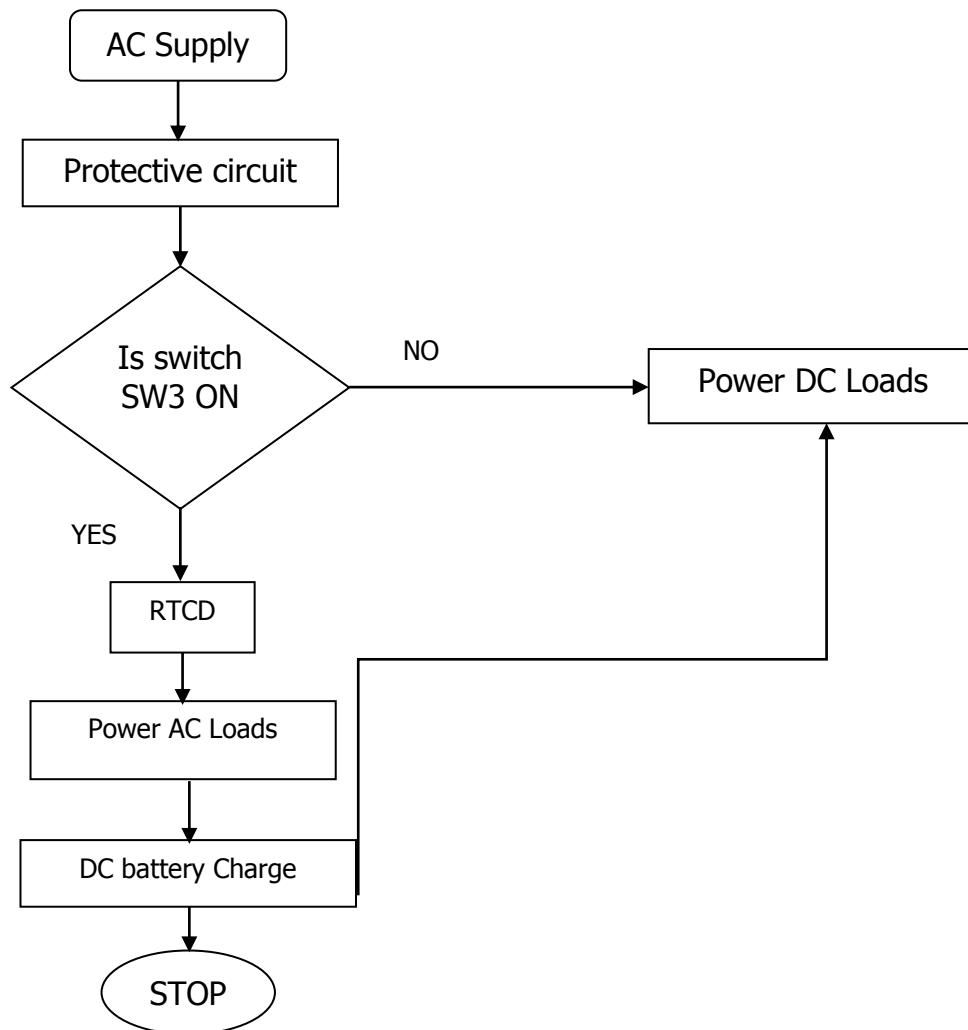 AC Supply
Protective circuit
Is switch
SW3 ON
NO
Power DC Loads
YES
RTCD
Power AC Loads
DC battery Charge
STOP